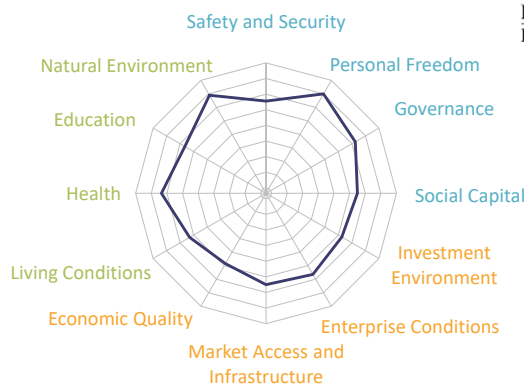 Safety and Security
Natural Environment
Personal Freedom
Education
Governance
Health
Social Capital
Investment
Environment
Living Conditions
Economic Quality
Enterprise Conditions
Market Access and
Infrastructure